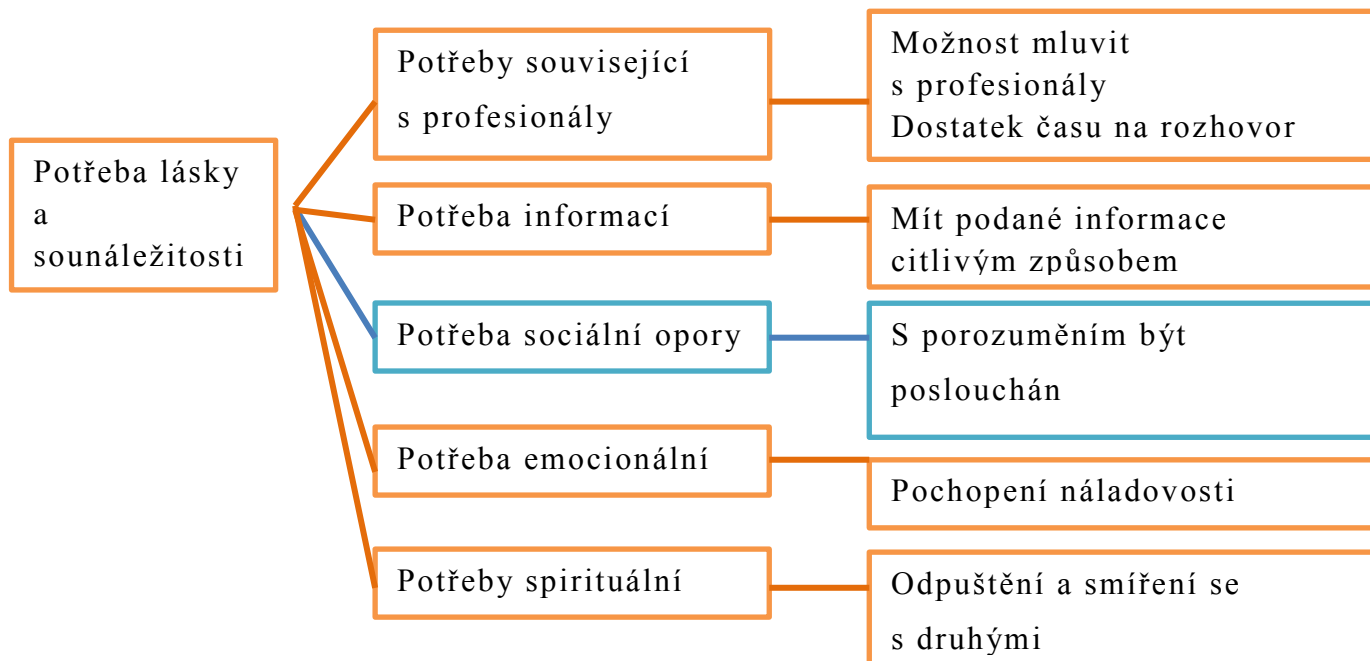 Potřeba lásky
a
sounáležitosti
Potřeby související
s profesionály
Možnost mluvit
s profesionály
Dostatek času na rozhovor
Potřeba informací
Mít podané informace
citlivým způsobem
Potřeba sociální opory
S porozuměním být
poslouchán
Potřeba emocionální
Pochopení náladovosti
Potřeby spirituální
Odpuštění a smíření se
s druhými